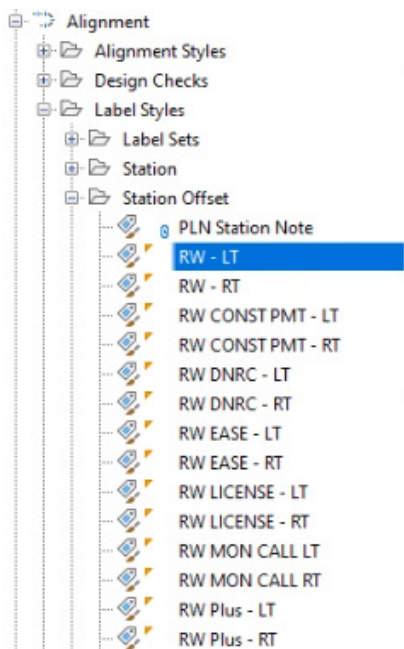 Alignment
Alignment Styles
Design Checks
Label Styles
Label Sets
Station
Station Offset
PLN Station Note
RW - LT
RW - RT
RW CONST PMT - LT
RW CONST PMT - RT
RW DNRC - LT
RW DNRC - RT
RW EASE - LT
RW EASE - RT
RW LICENSE - LT
RW LICENSE - RT
RW MON CALL LT
RW MON CALL RT
RW Plus - LT
RW Plus - RT